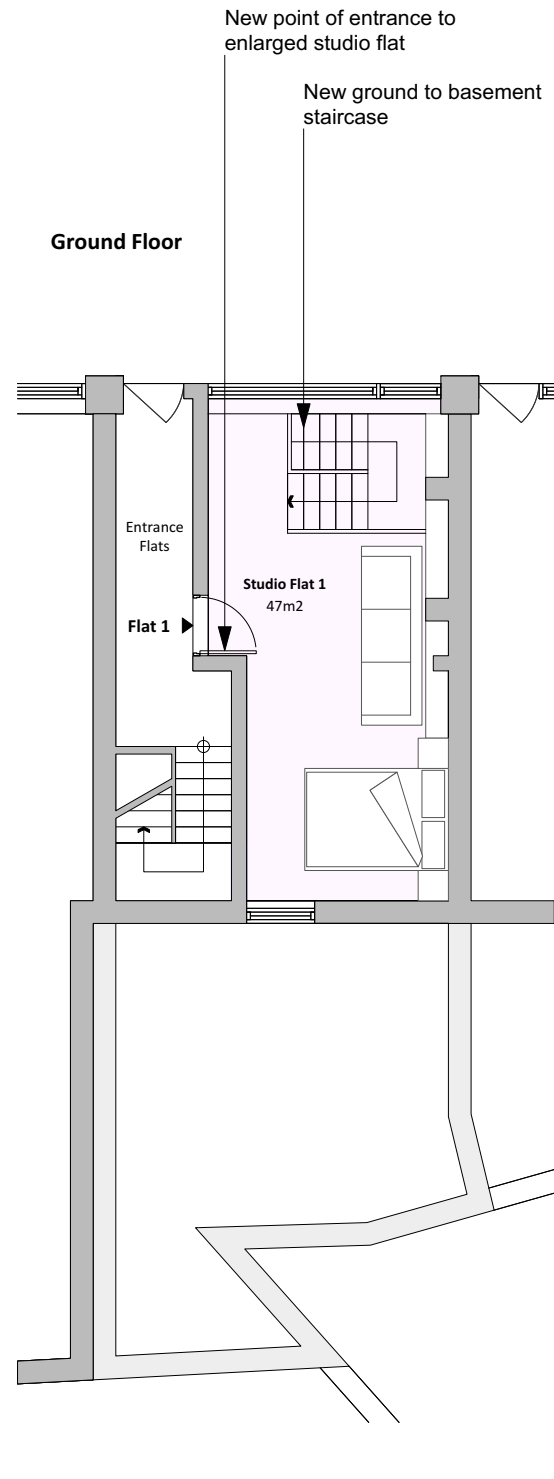 New point of entrance to
enlarged studio flat
New ground to basement
staircase
Ground Floor
Entrance
Flats
Studio Flat 1
47m2
Flat 1